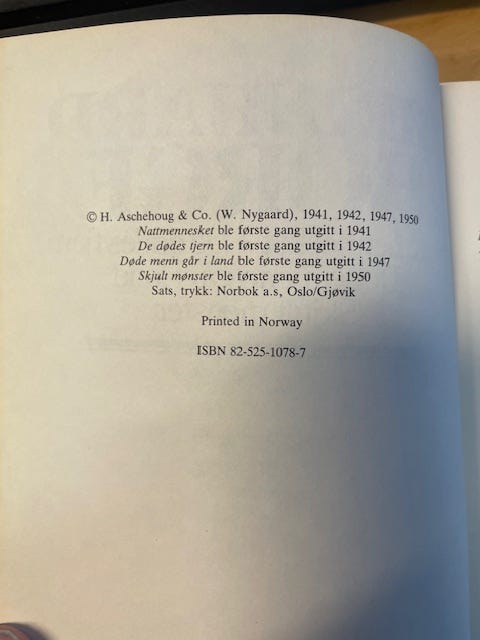 © H. Aschehoug & Co. (W. Nygaard), 1941, 1942, 1947, 1950
Nattmennesket ble første gang utgitt i 1941
De dødes tjern ble første gang utgitt i 1942
Døde menn går i land ble første gang utgitt i 1947
Skjult mønster ble første gang utgitt i 1950
Sats, trykk: Norbok a.s, Oslo/Gjøvik
Printed in Norway
ISBN 82-525-1078-7